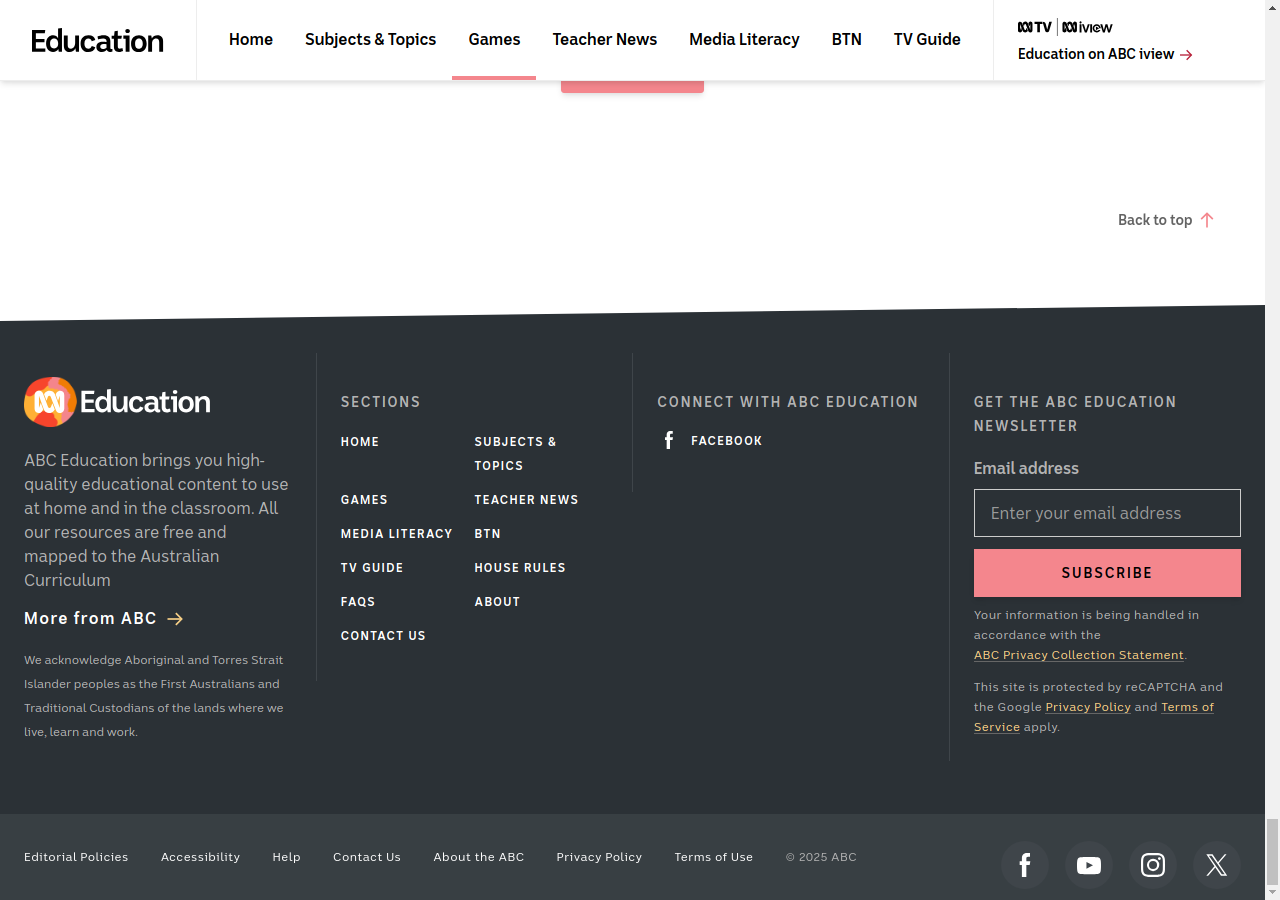 Education
Home
Subjects & Topics
Games
Teacher News
Media Literacy
BTN
TV Guide
TV iview
Education on ABC iview
Back to top
Education
ABC Education brings you high-
quality educational content to use
at home and in the classroom. All
our resources are free and
mapped to the Australian
Curriculum
More from ABC
We acknowledge Aboriginal and Torres Strait
Islander peoples as the First Australians and
Traditional Custodians of the lands where we
live, learn and work.
SECTIONS
HOME
SUBJECTS &
TOPICS
GAMES
TEACHER NEWS
MEDIA LITERACY
BTN
TV GUIDE
HOUSE RULES
FAQS
ABOUT
CONTACT US
CONNECT WITH ABC EDUCATION
FACEBOOK
GET THE ABC EDUCATION
NEWSLETTER
Email address
Enter your email address
SUBSCRIBE
Your information is being handled in
accordance with the
ABC Privacy Collection Statement.
This site is protected by reCAPTCHA and
the Google Privacy Policy and Terms of
Service apply.
Editorial Policies
Accessibility
Help
Contact Us
About the ABC
Privacy Policy
Terms of Use
© 2025 ABC